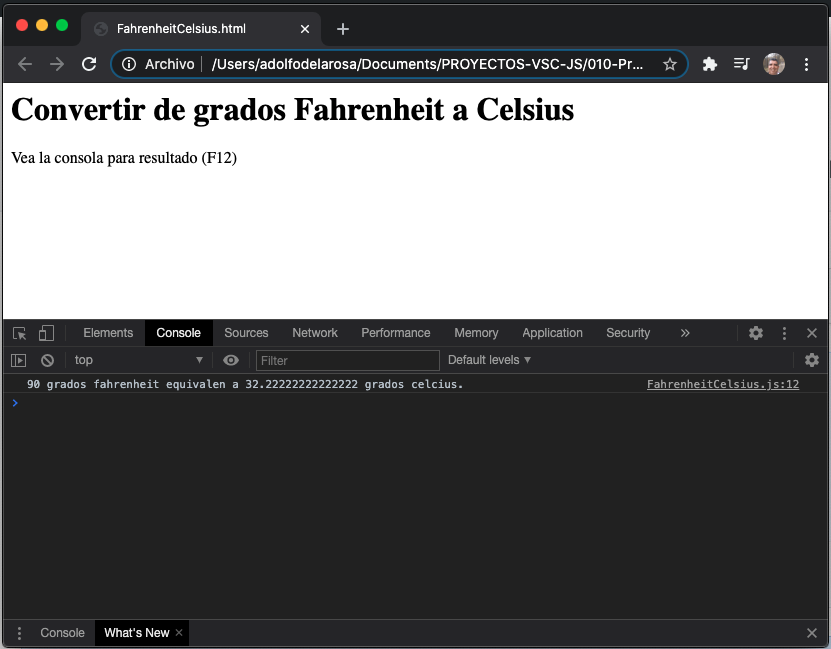 FahrenheitCelsius.html
Archivo /Users/adolfodelarosa/Documents/PROYECTOS-VSC-JS/010-Pr...
Convertir de grados Fahrenheit a Celsius
Vea la consola para resultado (F12)
Elements Console Sources Network Performance Memory Application Security
top Filter Default levels
90 grados fahrenheit equivalen a 32.22222222222222 grados celcius. FahrenheitCelsius.js:12
Console What's New